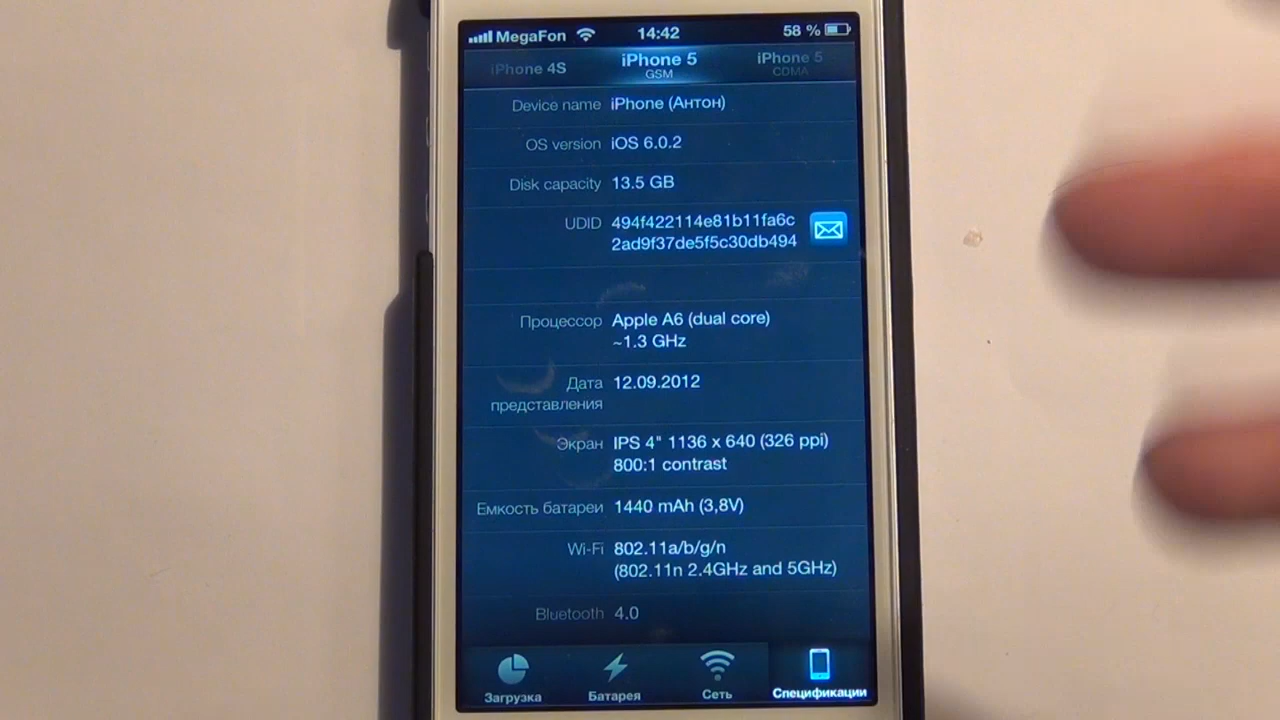 MegaFon 14:42 58 %
iPhone 4S iPhone 5 iPhone 5
GSM CDMA
Device name iPhone (Антон)
OS version iOS 6.0.2
Disk capacity 13.5 GB
UDID 494f422114e81b11fa6c
2ad9f37de5f5c30db494
Процессор Apple A6 (dual core)
~1.3 GHz
Дата 12.09.2012
представления
Экран IPS 4" 1136 x 640 (326 ppi)
800:1 contrast
Емкость батареи 1440 mAh (3,8V)
Wi-Fi 802.11a/b/g/n
(802.11n 2.4GHz and 5GHz)
Bluetooth 4.0
Загрузка Батарея Сеть Спецификации